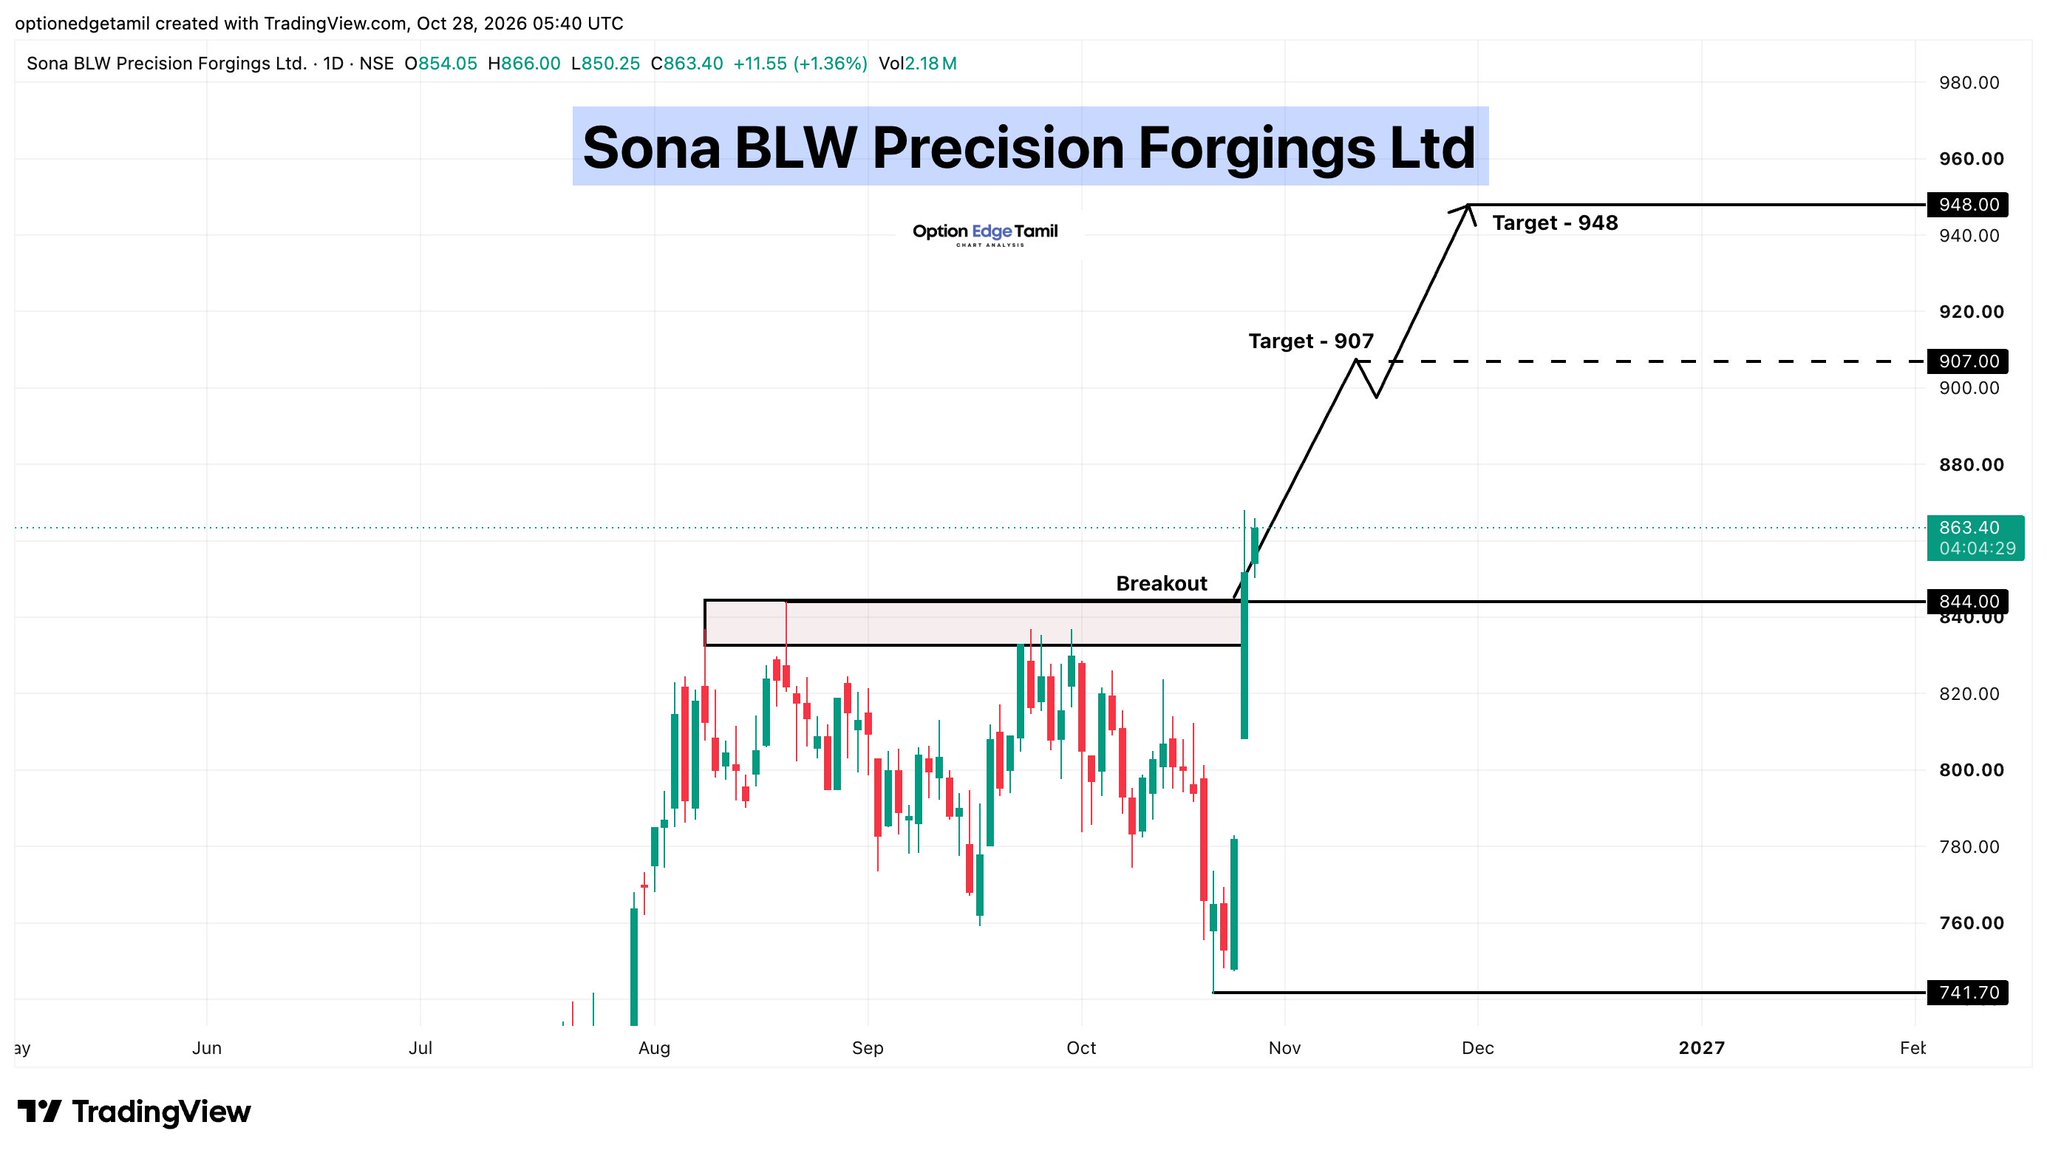 optionedgetamil created with TradingView.com, Oct 28, 2026 05:40 UTC
Sona BLW Precision Forgings Ltd. · 1D · NSE O854.05 H866.00 L850.25 C863.40 +11.55 (+1.36%) Vol2.18 M
Sona BLW Precision Forgings Ltd
Option Edge Tamil
CHART ANALYSIS
Target - 948
Target - 907
Breakout
980.00
960.00
948.00
940.00
920.00
907.00
900.00
880.00
863.40
04:04:29
844.00
840.00
820.00
800.00
780.00
760.00
741.70
ay Jun Jul Aug Sep Oct Nov Dec 2027 Feb
TradingView